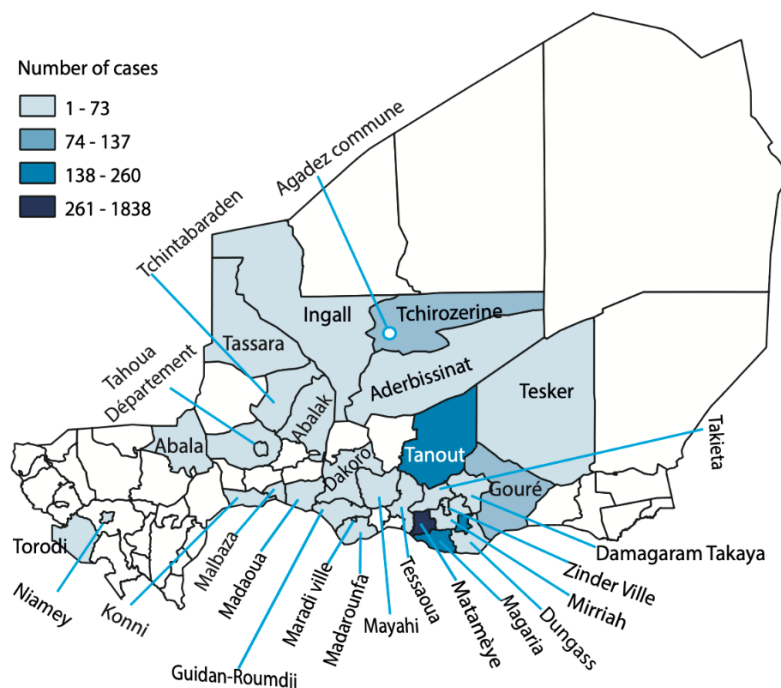 Number of cases
1 - 73
74 - 137
138 - 260
261 - 1838
Agadez commune
Tchintabaraden
Tchirozerine
Ingall
Tassara
Aderbissinat
Tahoua
Département
Tesker
Abalak
Takieta
Abala
Tanout
Dakoro
Gouré
Torodi
Damagaram Takaya
Niamey
Konni
Malbaza
Madaoua
Maradi ville
Madarounfa
Mayahi
Tessaoua
Matamèye
Magaria
Dungass
Mirriah
Zinder Ville
Guidan-Roumdii